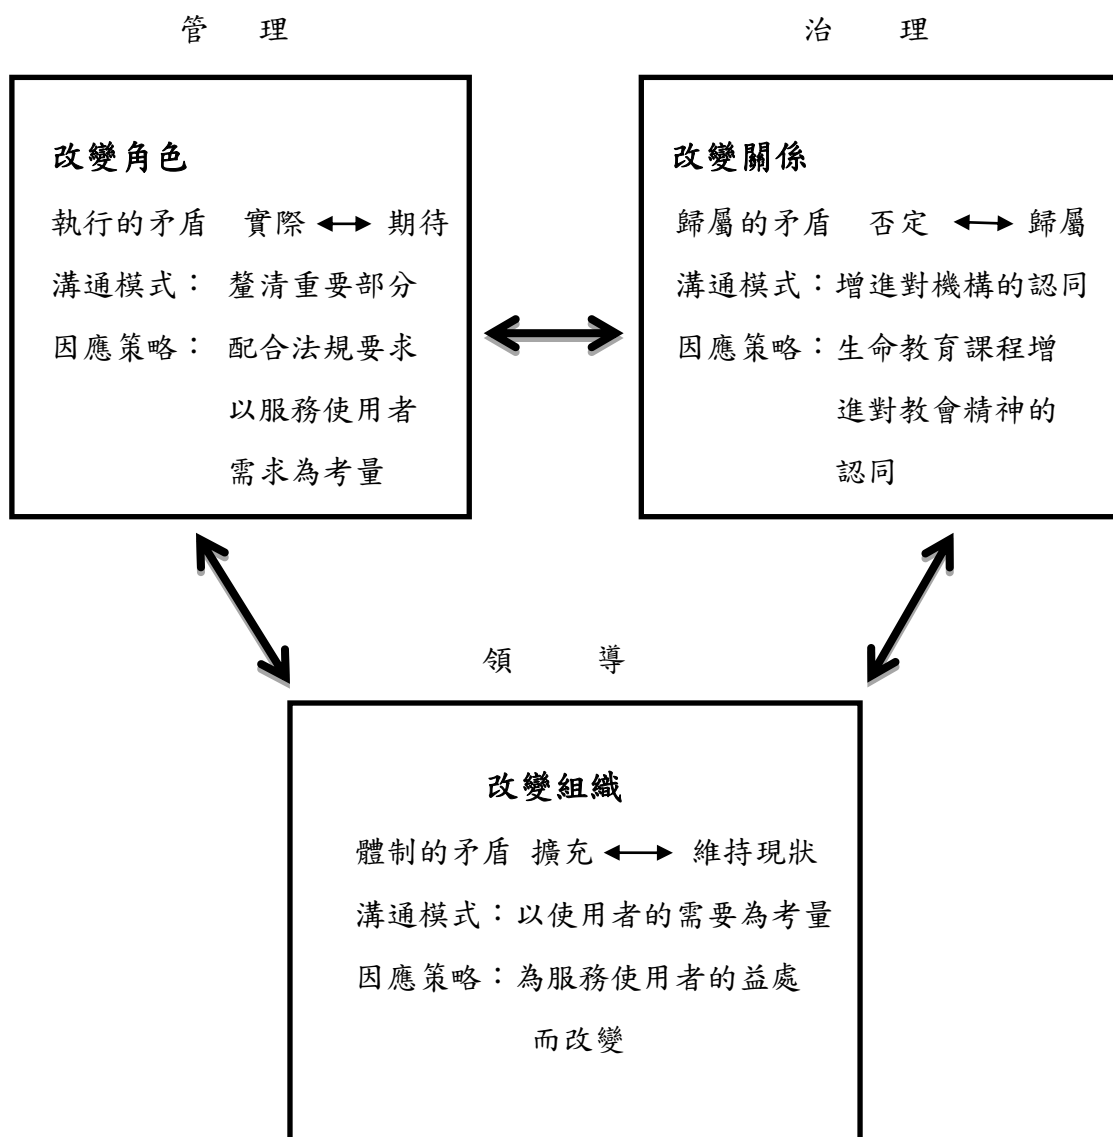 管 理
改變角色
執行的矛盾 實際 ↔ 期待
溝通模式： 釐清重要部分
因應策略： 配合法規要求
以服務使用者
需求為考量
治 理
改變關係
歸屬的矛盾 否定 ↔ 歸屬
溝通模式：增進對機構的認同
因應策略：生命教育課程增
進對教會精神的
認同
領 導
改變組織
體制的矛盾 擴充 ↔ 維持現狀
溝通模式：以使用者的需要為考量
因應策略：為服務使用者的益處
而改變